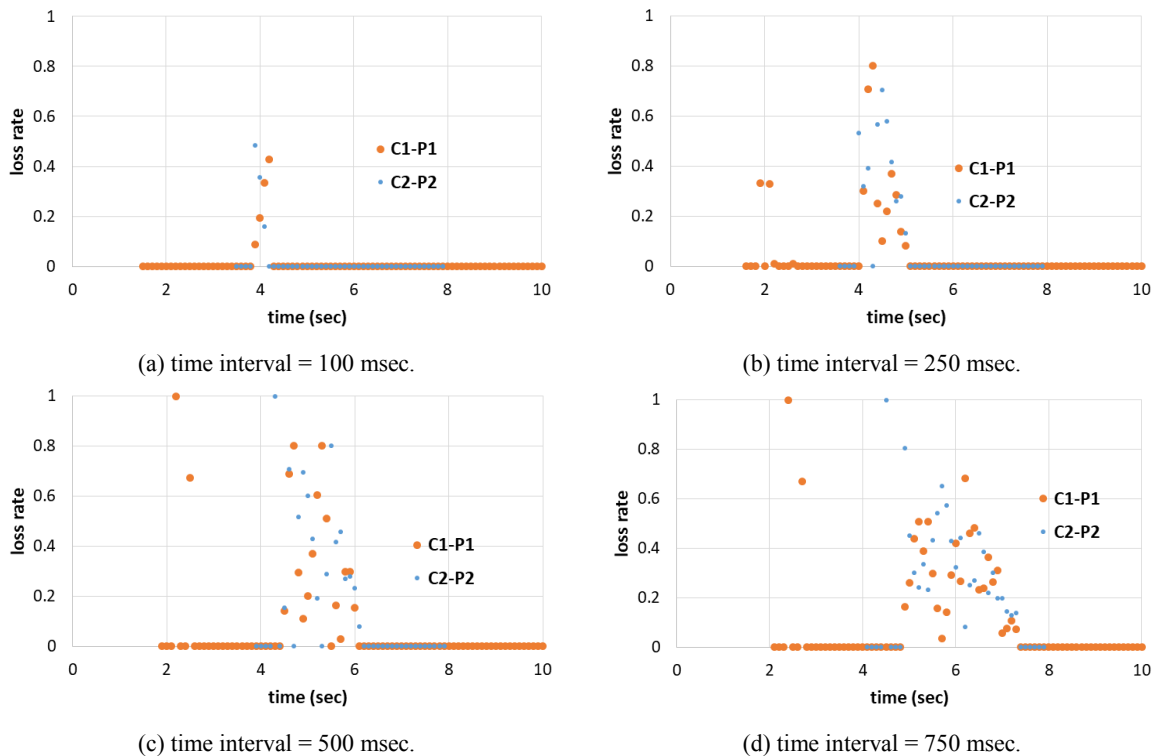 1
0.8
0.6
0.4
0.2
0
loss rate
C1-P1
C2-P2
0 2 4 6 8 10
time (sec)
(a) time interval = 100 msec.
1
0.8
0.6
0.4
0.2
0
loss rate
C1-P1
C2-P2
0 2 4 6 8 10
time (sec)
(b) time interval = 250 msec.
1
0.8
0.6
0.4
0.2
0
loss rate
C1-P1
C2-P2
0 2 4 6 8 10
time (sec)
(c) time interval = 500 msec.
1
0.8
0.6
0.4
0.2
0
loss rate
C1-P1
C2-P2
0 2 4 6 8 10
time (sec)
(d) time interval = 750 msec.